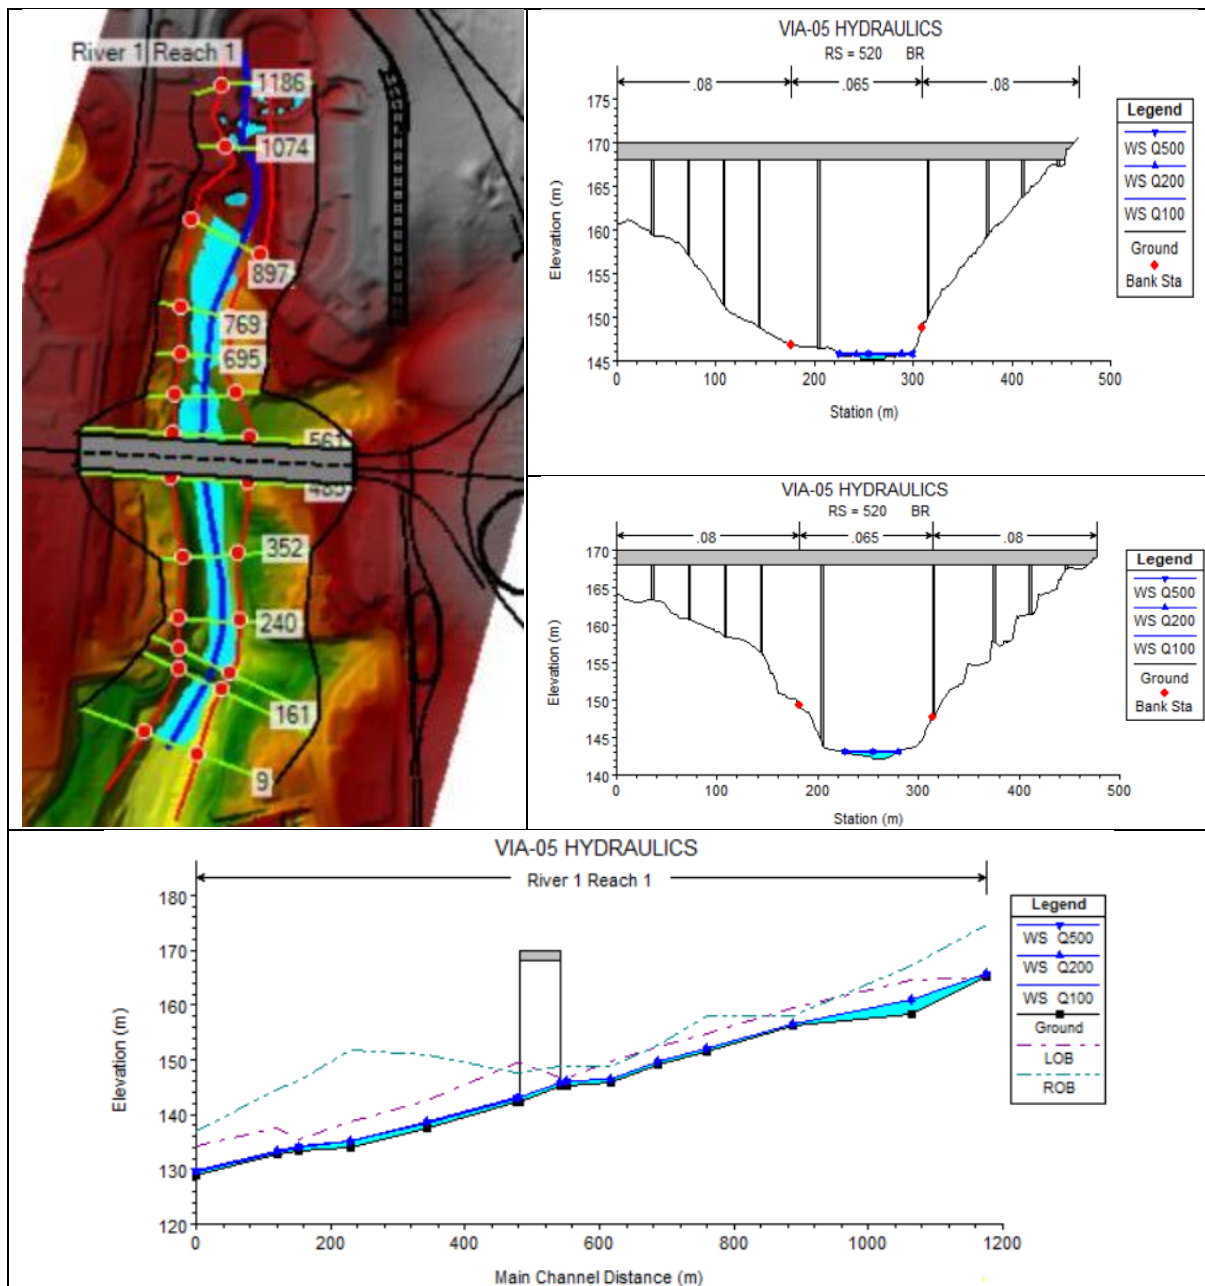 River 1 Reach 1
1186
1074
897
769
695
561
485
352
240
161
9
VIA-05 HYDRAULICS
RS = 520 BR
.08
.065
.08
175
170
165
160
155
150
145
Elevation (m)
0
100
200
300
400
500
Station (m)
Legend
WS Q500
WS Q200
WS Q100
Ground
Bank Sta
VIA-05 HYDRAULICS
RS = 520 BR
.08
.065
.08
170
165
160
155
150
145
140
Elevation (m)
0
100
200
300
400
500
Station (m)
Legend
WS Q500
WS Q200
WS Q100
Ground
Bank Sta
VIA-05 HYDRAULICS
River 1 Reach 1
180
170
160
150
140
130
120
Elevation (m)
0
200
400
600
800
1000
1200
Main Channel Distance (m)
Legend
WS Q500
WS Q200
WS Q100
Ground
LOB
ROB